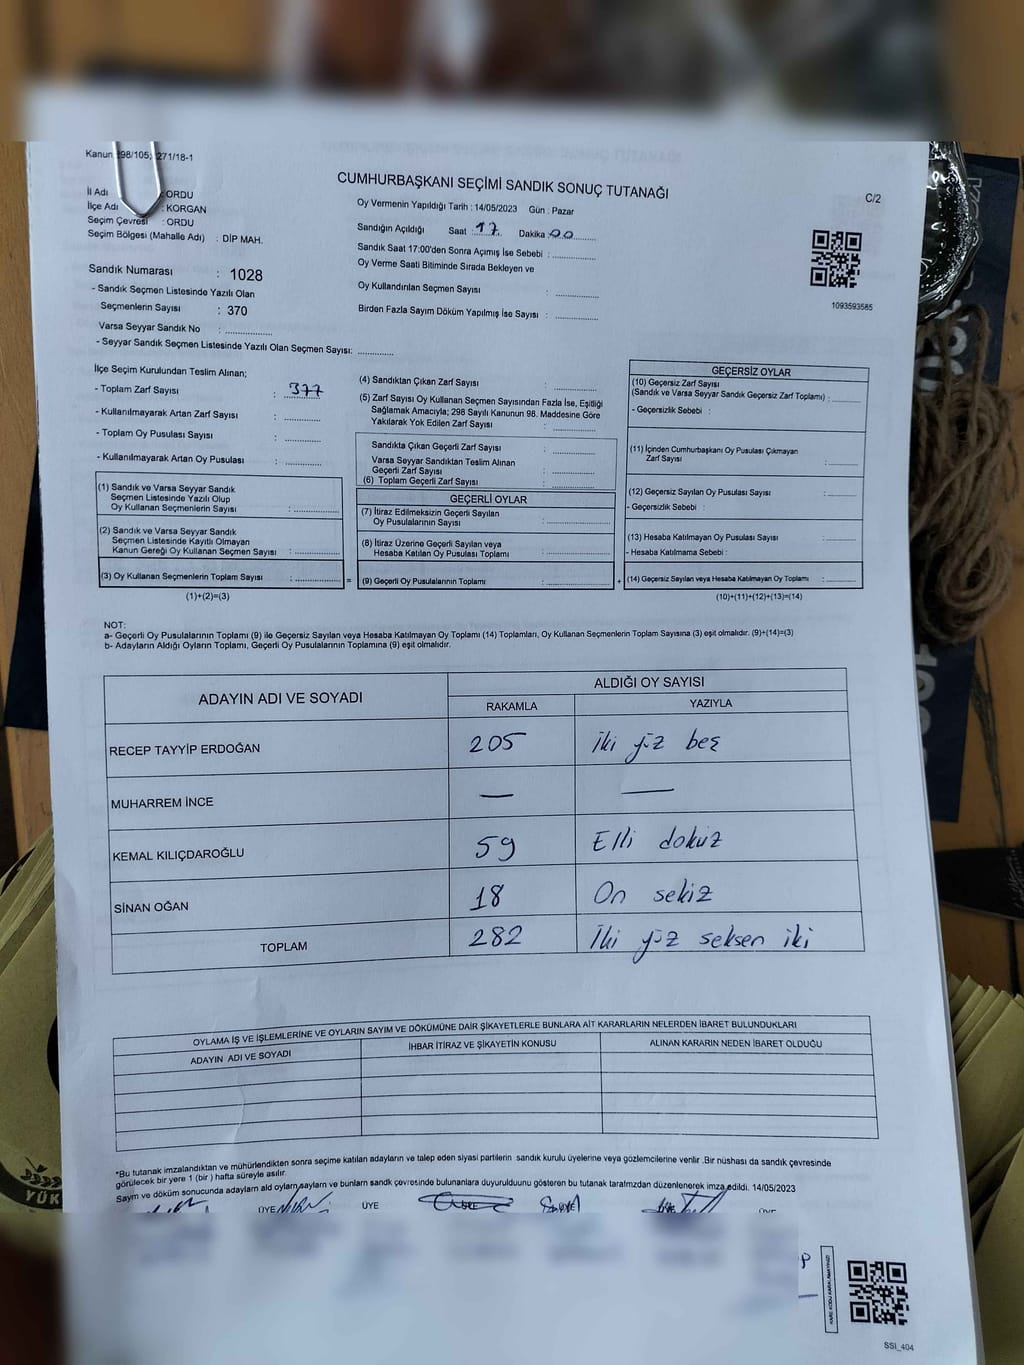 Kanun 298/105; 271/18-1
CUMHURBAŞKANI SEÇİMİ SANDIK SONUÇ TUTANAĞI
C/2
İl Adı : ORDU
İlçe Adı : KORGAN
Seçim Çevresi : ORDU
Seçim Bölgesi (Mahalle Adı) : DİP MAH.
Oy Vermenin Yapıldığı Tarih : 14/05/2023 Gün : Pazar
Sandığın Açıldığı Saat : 17 Dakika : 00
Sandık Saat 17:00'den Sonra Açımış İse Sebebi :
Oy Verme Saati Bitiminde Sırada Bekleyen ve
Oy Kullandırılan Seçmen Sayısı :
Birden Fazla Sayım Döküm Yapılmış İse Sayısı :
1093593585
Sandık Numarası : 1028
- Sandık Seçmen Listesinde Yazılı Olan
Seçmenlerin Sayısı : 370
Varsa Seyyar Sandık No :
- Seyyar Sandık Seçmen Listesinde Yazılı Olan Seçmen Sayısı:
İlçe Seçim Kurulundan Teslim Alınan;
- Toplam Zarf Sayısı : 377
- Kullanılmayarak Artan Zarf Sayısı :
- Toplam Oy Pusulası Sayısı :
- Kullanılmayarak Artan Oy Pusulası :
(1) Sandık ve Varsa Seyyar Sandık
Seçmen Listesinde Yazılı Olup
Oy Kullanan Seçmenlerin Sayısı :
(2) Sandık ve Varsa Seyyar Sandık
Seçmen Listesinde Kayıtlı Olmayan
Kanun Gereği Oy Kullanan Seçmen Sayısı :
(3) Oy Kullanan Seçmenlerin Toplam Sayısı : =
(1)+(2)=(3)
(4) Sandıktan Çıkan Zarf Sayısı :
(5) Zarf Sayısı Oy Kullanan Seçmen Sayısından Fazla İse, Eşitliği
Sağlamak Amacıyla; 298 Sayılı Kanunun 98. Maddesine Göre
Yakılarak Yok Edilen Zarf Sayısı :
Sandıkta Çıkan Geçerli Zarf Sayısı :
Varsa Seyyar Sandıktan Teslim Alınan
Geçerli Zarf Sayısı :
(6) Toplam Geçerli Zarf Sayısı :
GEÇERLİ OYLAR
(7) İtiraz Edilmeksizin Geçerli Sayılan
Oy Pusulalarının Sayısı :
(8) İtiraz Üzerine Geçerli Sayılan veya
Hesaba Katılan Oy Pusulası Toplamı :
(9) Geçerli Oy Pusulalarının Toplamı : +
GEÇERSİZ OYLAR
(10) Geçersiz Zarf Sayısı
(Sandık ve Varsa Seyyar Sandık Geçersiz Zarf Toplamı) :
- Geçersizlik Sebebi :
(11) İçinden Cumhurbaşkanı Oy Pusulası Çıkmayan
Zarf Sayısı :
(12) Geçersiz Sayılan Oy Pusulası Sayısı :
- Geçersizlik Sebebi :
(13) Hesaba Katılmayan Oy Pusulası Sayısı :
- Hesaba Katılmama Sebebi :
(14) Geçersiz Sayılan veya Hesaba Katılmayan Oy Toplamı :
(10)+(11)+(12)+(13)=(14)
NOT:
a- Geçerli Oy Pusulalarının Toplamı (9) ile Geçersiz Sayılan veya Hesaba Katılmayan Oy Toplamı (14) Toplamları, Oy Kullanan Seçmenlerin Toplam Sayısına (3) eşit olmalıdır. (9)+(14)=(3)
b- Adayların Aldığı Oyların Toplamı, Geçerli Oy Pusulalarının Toplamına (9) eşit olmalıdır.
ADAYIN ADI VE SOYADI ALDIĞI OY SAYISI
RAKAMLA YAZIYLA
RECEP TAYYİP ERDOĞAN 205 İki yüz beş
MUHARREM İNCE — —
KEMAL KILIÇDAROĞLU 59 Elli dokuz
SİNAN OĞAN 18 On sekiz
TOPLAM 282 İki yüz seksen iki
OYLAMA İŞ ve İŞLEMLERİNE VE OYLARIN SAYIM VE DÖKÜMÜNE DAİR ŞİKAYETLERLE BUNLARA AİT KARARLARIN NELERDEN İBARET BULUNDUKLARI
ADAYIN ADI VE SOYADI İHBAR İTİRAZ VE ŞİKAYETİN KONUSU ALINAN KARARIN NEDEN İBARET OLDUĞU
*Bu tutanak imzalandıktan ve mühürlendikten sonra seçime katılan adayların ve talep eden siyasi partilerin sandık kurulu üyelerine veya gözlemcilerine verilir .Bir nüshası da sandık çevresinde
görülecek bir yere 1 (bir ) hafta süreyle asılır.
Sayım ve döküm sonucunda adayların ald oyların sayların ve bunların sandk çevresinde bulunanlara duyurulduunu gösteren bu tutanak taralmzdan düzenlenerek imza edildi. 14/05/2023
ÜYE ÜYE
SSİ_404
YÜK